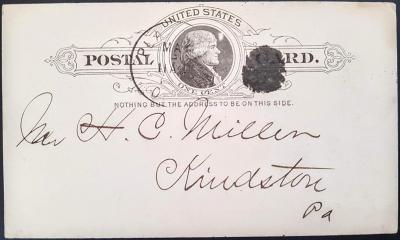 UNITED STATES
POSTAL CARD.
ONE CENT
NOTHING BUT THE ADDRESS TO BE ON THIS SIDE.
Mr H. C. Miller
Kindston
Pa